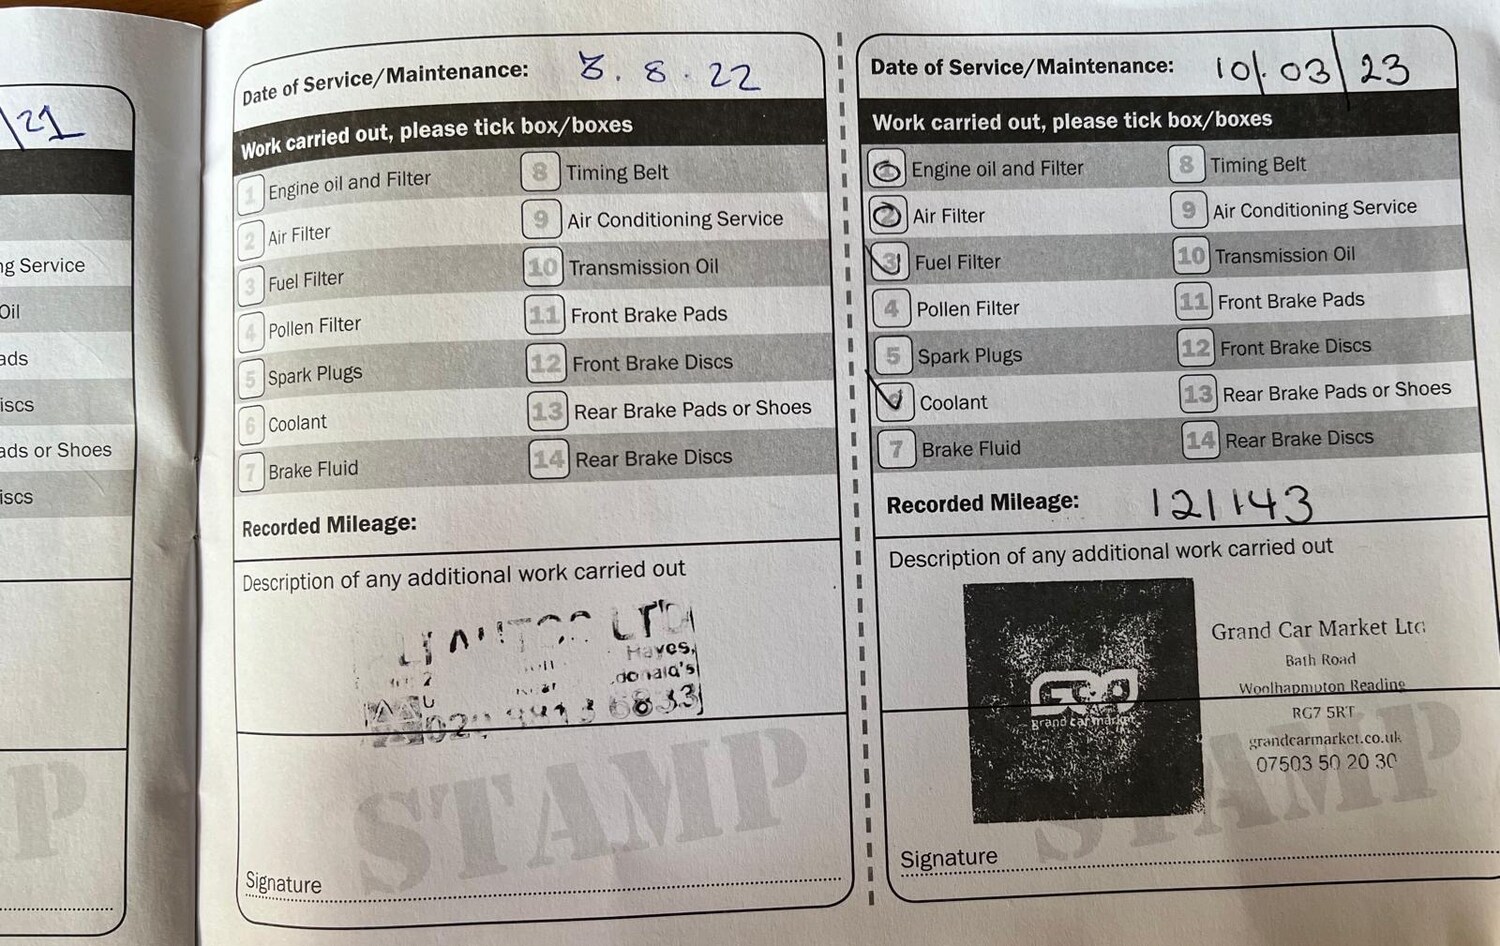 /21
ng Service
Oil
ads
iscs
ads or Shoes
iscs
Date of Service/Maintenance: 8. 8. 22
Work carried out, please tick box/boxes
1 Engine oil and Filter
2 Air Filter
3 Fuel Filter
4 Pollen Filter
5 Spark Plugs
6 Coolant
7 Brake Fluid
8 Timing Belt
9 Air Conditioning Service
10 Transmission Oil
11 Front Brake Pads
12 Front Brake Discs
13 Rear Brake Pads or Shoes
14 Rear Brake Discs
Recorded Mileage:
Description of any additional work carried out
LTD
Hayes,
donald's
STAMP
Signature
Date of Service/Maintenance: 10/.03/23
Work carried out, please tick box/boxes
1 Engine oil and Filter
2 Air Filter
3 Fuel Filter
4 Pollen Filter
5 Spark Plugs
Coolant
7 Brake Fluid
8 Timing Belt
9 Air Conditioning Service
10 Transmission Oil
11 Front Brake Pads
12 Front Brake Discs
13 Rear Brake Pads or Shoes
14 Rear Brake Discs
Recorded Mileage: 121143
Description of any additional work carried out
grand car market
Grand Car Market Ltd
Bath Road
Woolhapmpton Reading
RG7 5RT
grandcarmarket.co.uk
07503 50 20 30
STAMP
Signature